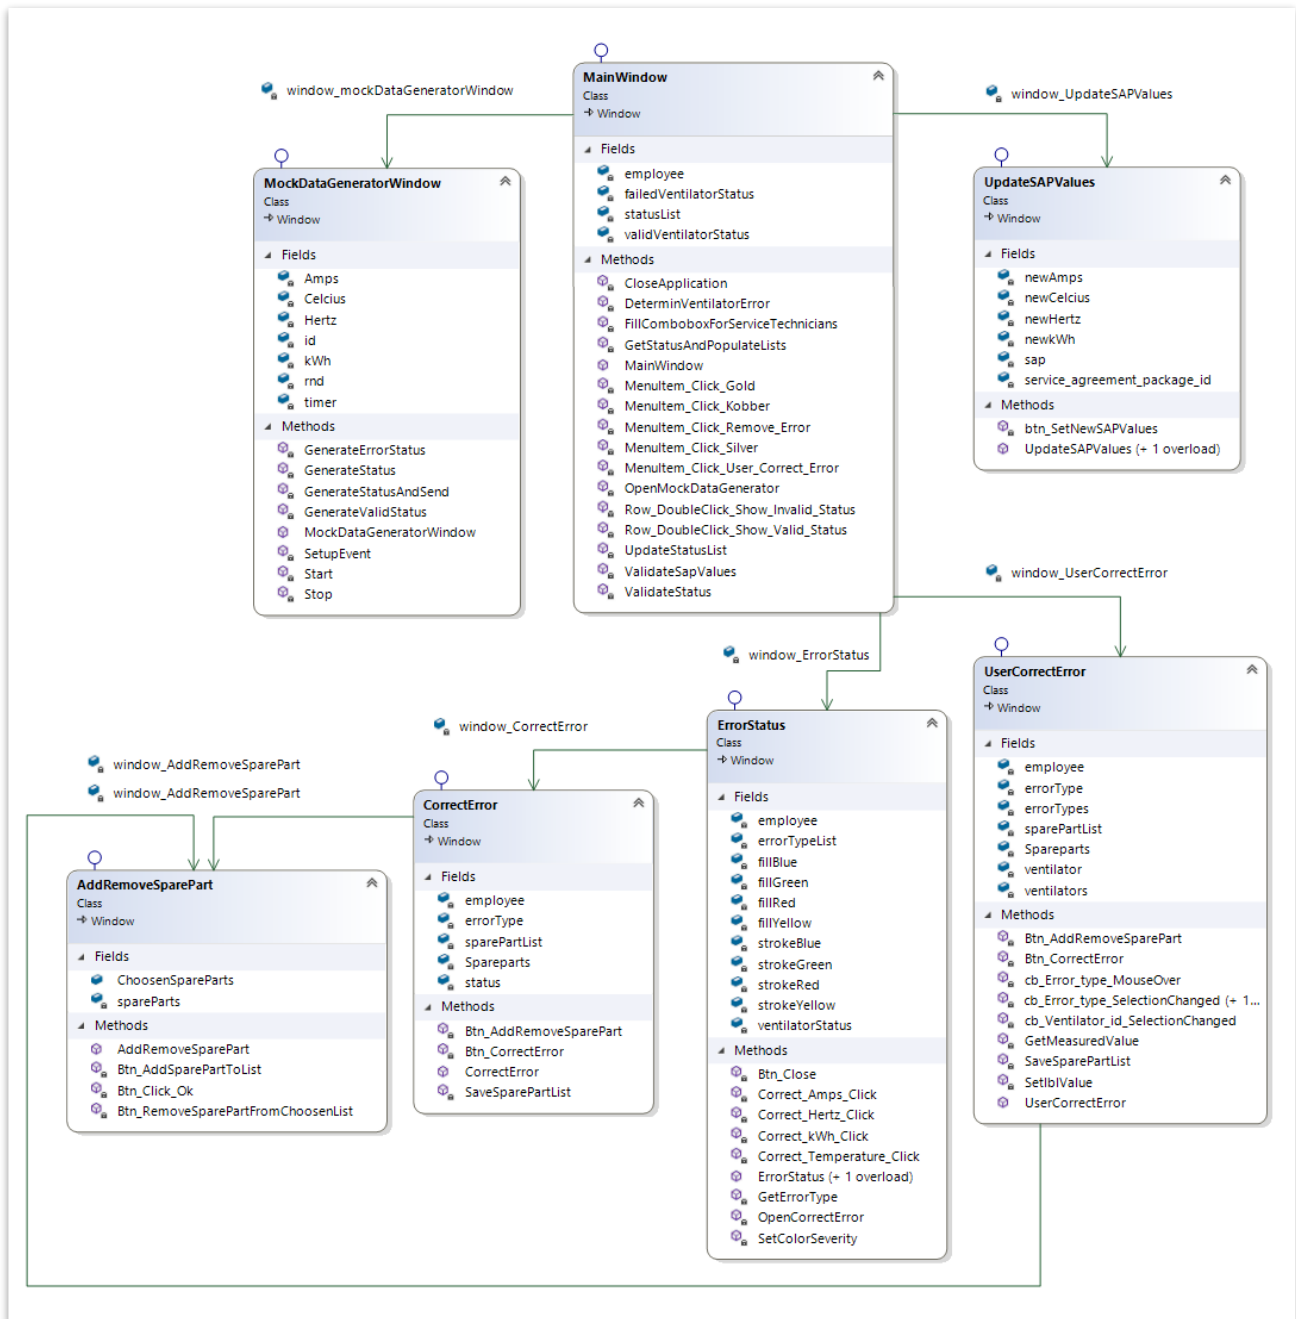 window_mockDataGeneratorWindow
MainWindow
Class
Window
Fields
employee
failedVentilatorStatus
statusList
validVentilatorStatus
Methods
CloseApplication
DeterminVentilatorError
FillComboboxForServiceTechnicians
GetStatusAndPopulateLists
MainWindow
MenuItem_Click_Gold
MenuItem_Click_Kobber
MenuItem_Click_Remove_Error
MenuItem_Click_Silver
MenuItem_Click_User_Correct_Error
OpenMockDataGenerator
Row_DoubleClick_Show_Invalid_Status
Row_DoubleClick_Show_Valid_Status
UpdateStatusList
ValidateSapValues
ValidateStatus
window_UpdateSAPValues
MockDataGeneratorWindow
Class
Window
Fields
Amps
Celcius
Hertz
id
kWh
rnd
timer
Methods
GenerateErrorStatus
GenerateStatus
GenerateStatusAndSend
GenerateValidStatus
MockDataGeneratorWindow
SetupEvent
Start
Stop
UpdateSAPValues
Class
Window
Fields
newAmps
newCelcius
newHertz
newkWh
sap
service_agreement_package_id
Methods
btn_SetNewSAPValues
UpdateSAPValues (+ 1 overload)
window_UserCorrectError
window_ErrorStatus
UserCorrectError
Class
Window
Fields
employee
errorType
errorTypes
sparePartList
Spareparts
ventilator
ventilators
Methods
Btn_AddRemoveSparePart
Btn_CorrectError
cb_Error_type_MouseOver
cb_Error_type_SelectionChanged (+ 1...
cb_Ventilator_id_SelectionChanged
GetMeasuredValue
SaveSparePartList
SetlblValue
UserCorrectError
window_CorrectError
ErrorStatus
Class
Window
Fields
employee
errorTypeList
fillBlue
fillGreen
fillRed
fillYellow
strokeBlue
strokeGreen
strokeRed
strokeYellow
ventilatorStatus
Methods
Btn_Close
Correct_Amps_Click
Correct_Hertz_Click
Correct_kWh_Click
Correct_Temperature_Click
ErrorStatus (+ 1 overload)
GetErrorType
OpenCorrectError
SetColorSeverity
window_AddRemoveSparePart
window_AddRemoveSparePart
CorrectError
Class
Window
Fields
employee
errorType
sparePartList
Spareparts
status
Methods
Btn_AddRemoveSparePart
Btn_CorrectError
CorrectError
SaveSparePartList
AddRemoveSparePart
Class
Window
Fields
ChoosenSpareParts
spareParts
Methods
AddRemoveSparePart
Btn_AddSparePartToList
Btn_Click_Ok
Btn_RemoveSparePartFromChoosenList